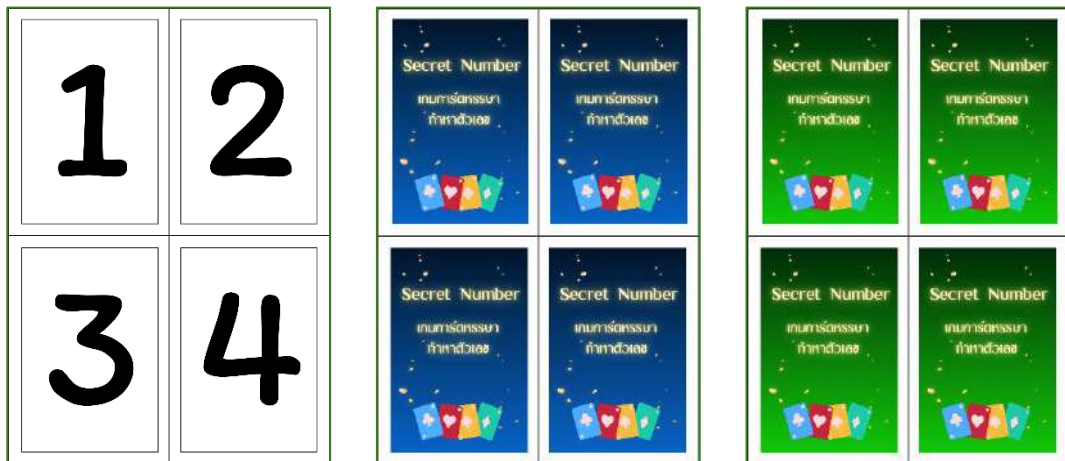 1
2
3
4
Secret Number
เกมการ์ดหรรษา
ท้าหาตัวเลข
Secret Number
เกมการ์ดหรรษา
ท้าหาตัวเลข
Secret Number
เกมการ์ดหรรษา
ท้าหาตัวเลข
Secret Number
เกมการ์ดหรรษา
ท้าหาตัวเลข
Secret Number
เกมการ์ดหรรษา
ท้าหาตัวเลข
Secret Number
เกมการ์ดหรรษา
ท้าหาตัวเลข
Secret Number
เกมการ์ดหรรษา
ท้าหาตัวเลข
Secret Number
เกมการ์ดหรรษา
ท้าหาตัวเลข